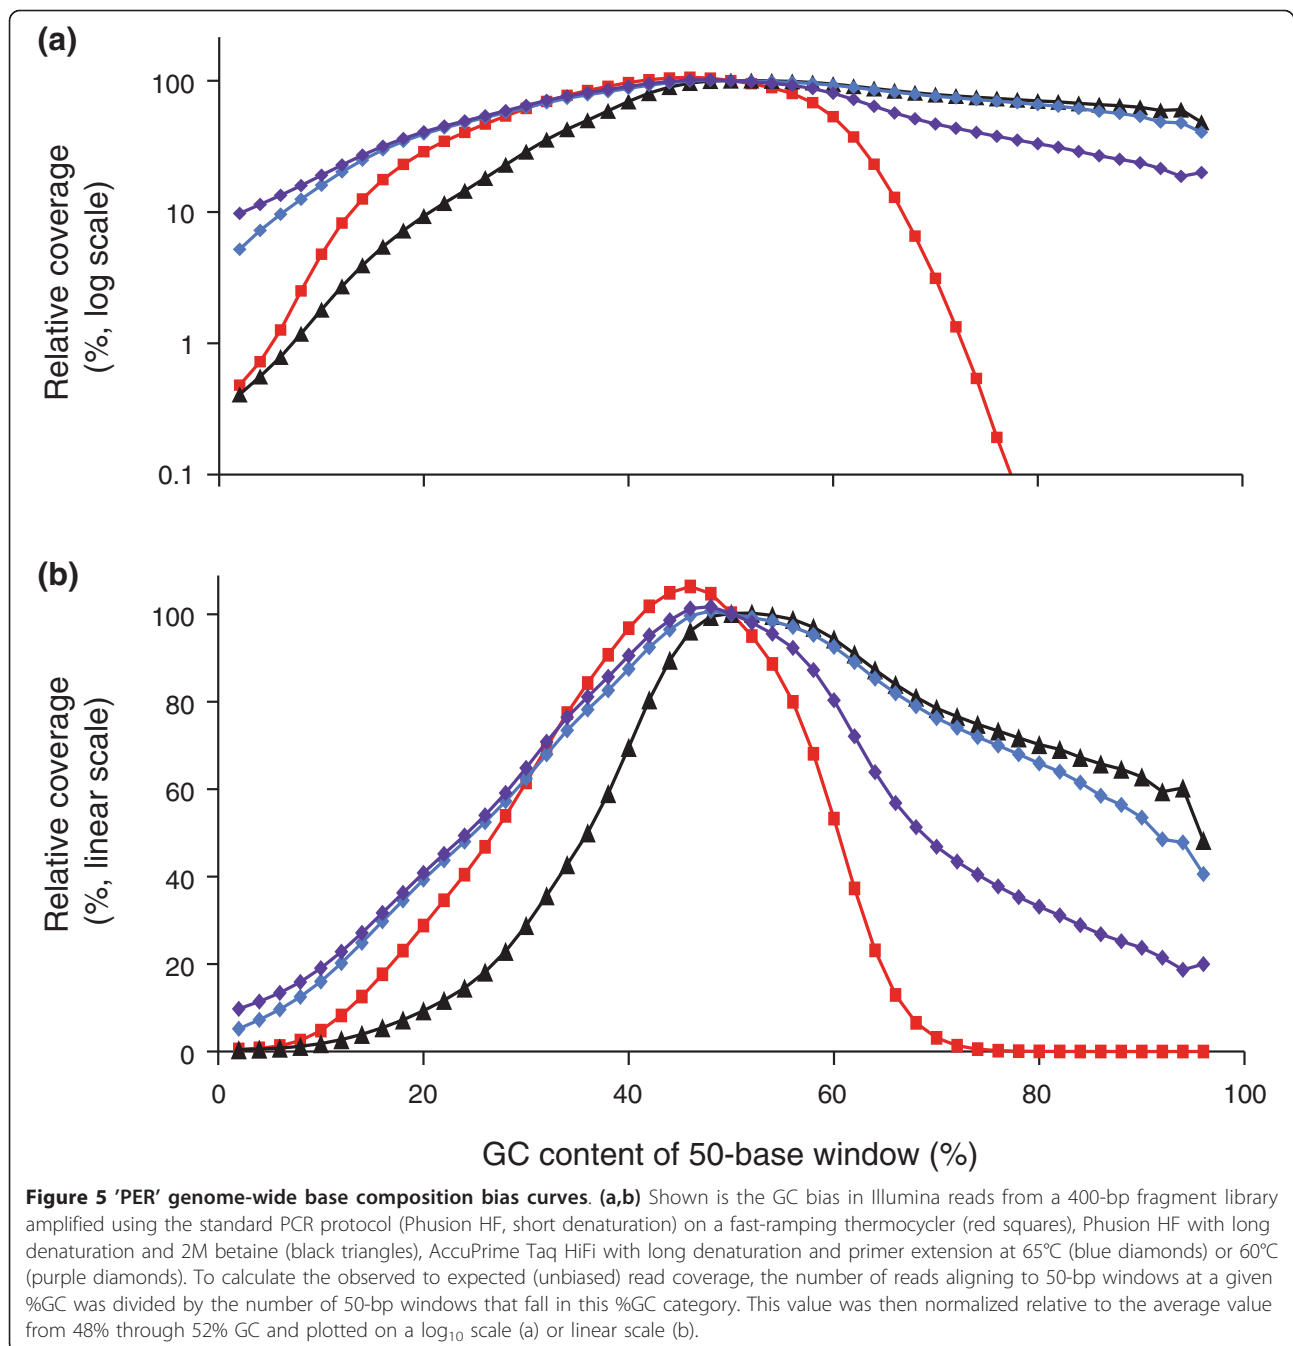 (a)
100
10
1
0.1
Relative coverage
(%, log scale)
(b)
100
80
60
40
20
0
Relative coverage
(%, linear scale)
0 20 40 60 80 100
GC content of 50-base window (%)
Figure 5 'PER' genome-wide base composition bias curves. (a,b) Shown is the GC bias in Illumina reads from a 400-bp fragment library
amplified using the standard PCR protocol (Phusion HF, short denaturation) on a fast-ramping thermocycler (red squares), Phusion HF with long
denaturation and 2M betaine (black triangles), AccuPrime Taq HiFi with long denaturation and primer extension at 65°C (blue diamonds) or 60°C
(purple diamonds). To calculate the observed to expected (unbiased) read coverage, the number of reads aligning to 50-bp windows at a given
%GC was divided by the number of 50-bp windows that fall in this %GC category. This value was then normalized relative to the average value
from 48% through 52% GC and plotted on a log10 scale (a) or linear scale (b).